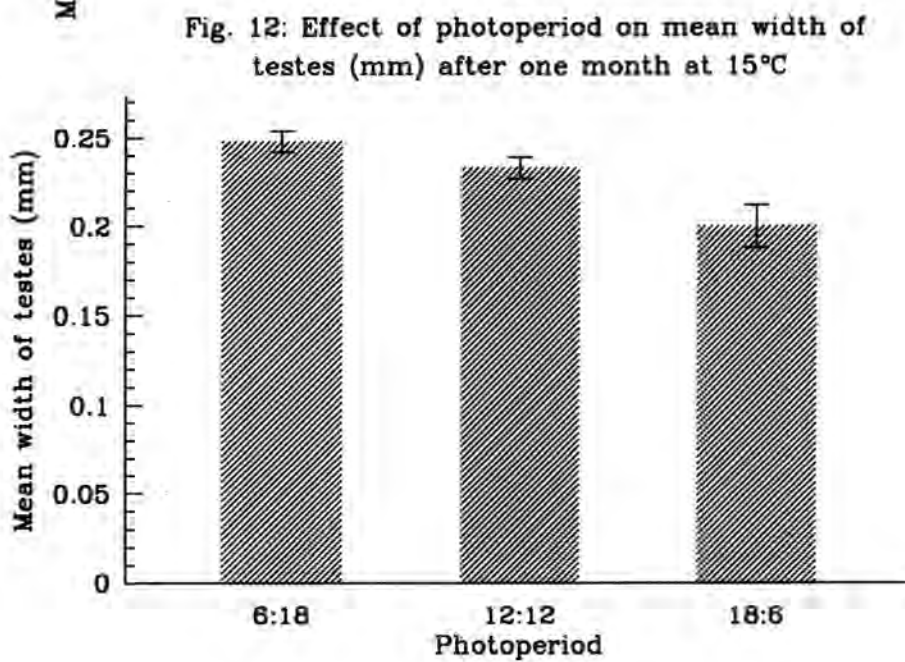 M
Fig. 12: Effect of photoperiod on mean width of
testes (mm) after one month at 15°C
Mean width of testes (mm)
0.25
0.2
0.15
0.1
0.05
0
6:18 12:12 18:6
Photoperiod